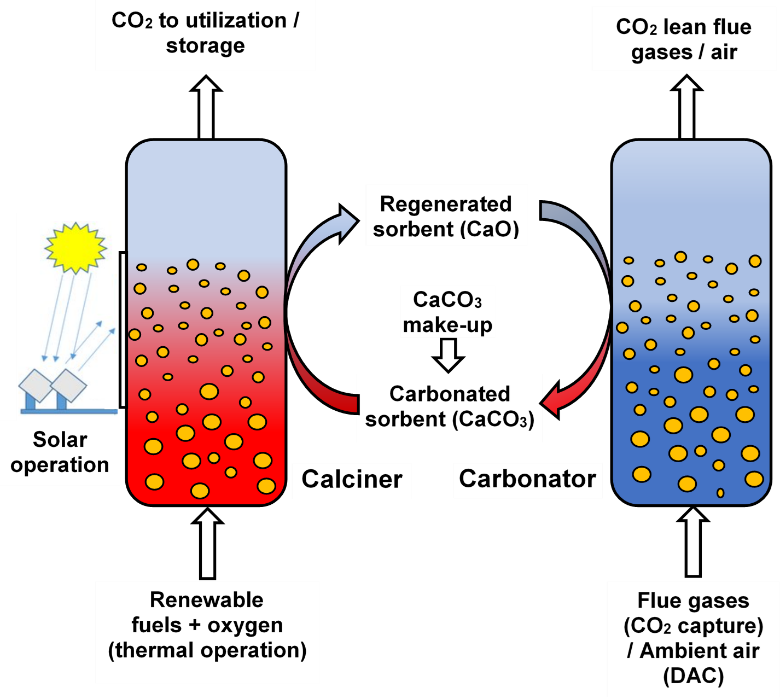 CO₂ to utilization /
storage
CO₂ lean flue
gases / air
Regenerated
sorbent (CaO)
CaCO₃
make-up
Carbonated
sorbent (CaCO₃)
Solar
operation
Calciner
Carbonator
Renewable
fuels + oxygen
(thermal operation)
Flue gases
(CO₂ capture)
/ Ambient air
(DAC)